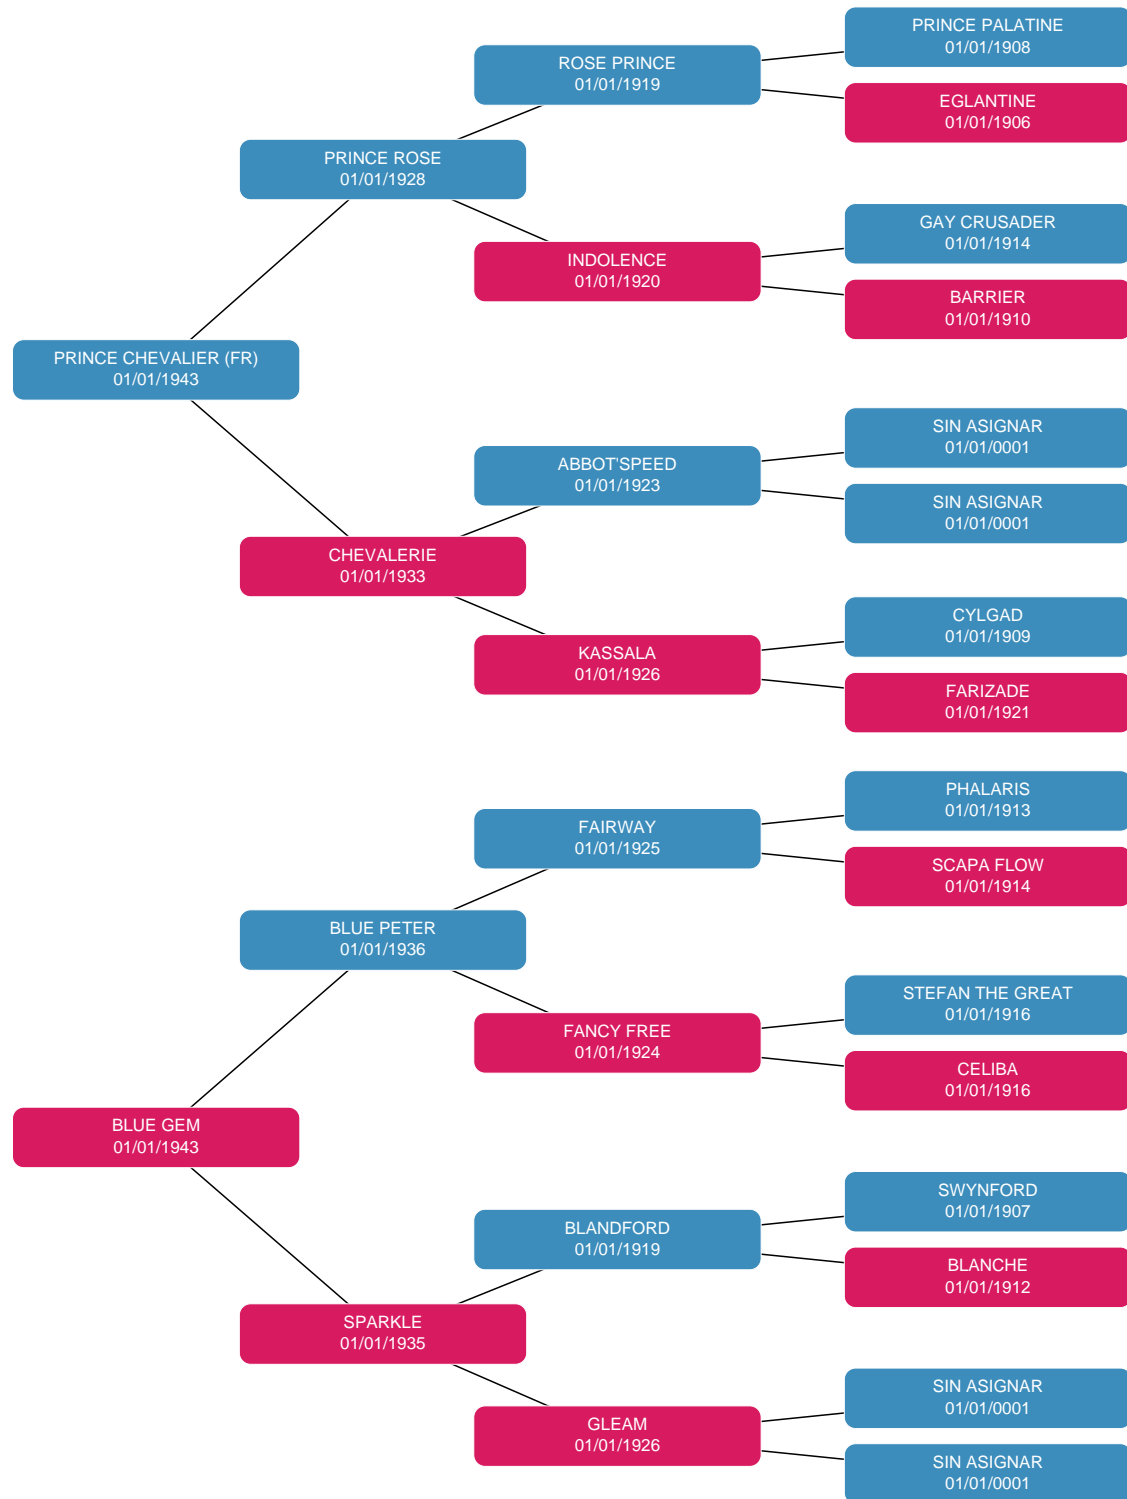 PRINCE PALATINE
01/01/1908
ROSE PRINCE
01/01/1919
EGLANTINE
01/01/1906
PRINCE ROSE
01/01/1928
GAY CRUSADER
01/01/1914
INDOLENCE
01/01/1920
BARRIER
01/01/1910
PRINCE CHEVALIER (FR)
01/01/1943
SIN ASIGNAR
01/01/0001
ABBOT'SPEED
01/01/1923
SIN ASIGNAR
01/01/0001
CHEVALERIE
01/01/1933
CYLGAD
01/01/1909
KASSALA
01/01/1926
FARIZADE
01/01/1921
PHALARIS
01/01/1913
FAIRWAY
01/01/1925
SCAPA FLOW
01/01/1914
BLUE PETER
01/01/1936
STEFAN THE GREAT
01/01/1916
FANCY FREE
01/01/1924
CELIBA
01/01/1916
BLUE GEM
01/01/1943
SWYNFORD
01/01/1907
BLANDFORD
01/01/1919
BLANCHE
01/01/1912
SPARKLE
01/01/1935
SIN ASIGNAR
01/01/0001
GLEAM
01/01/1926
SIN ASIGNAR
01/01/0001